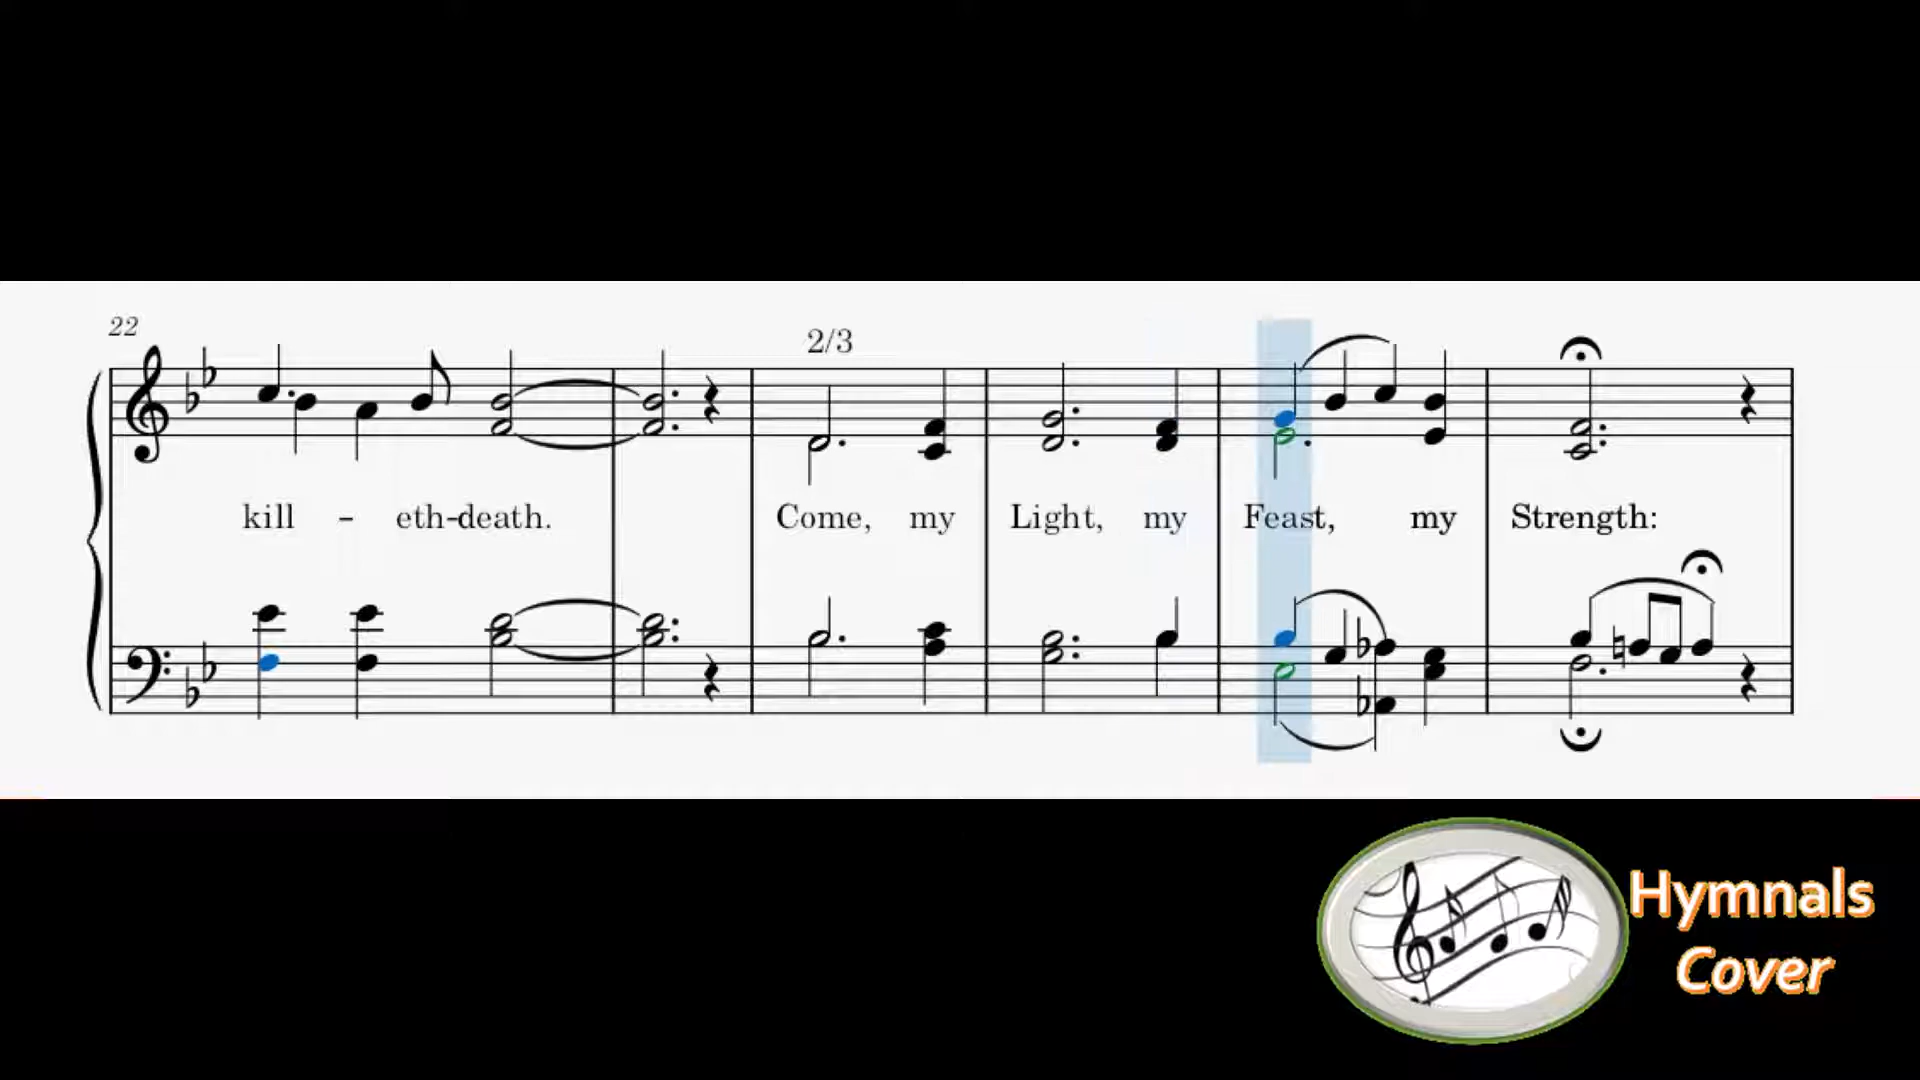 22
2/3
kill - eth-death. Come, my Light, my Feast, my Strength:
Hymnals
Cover